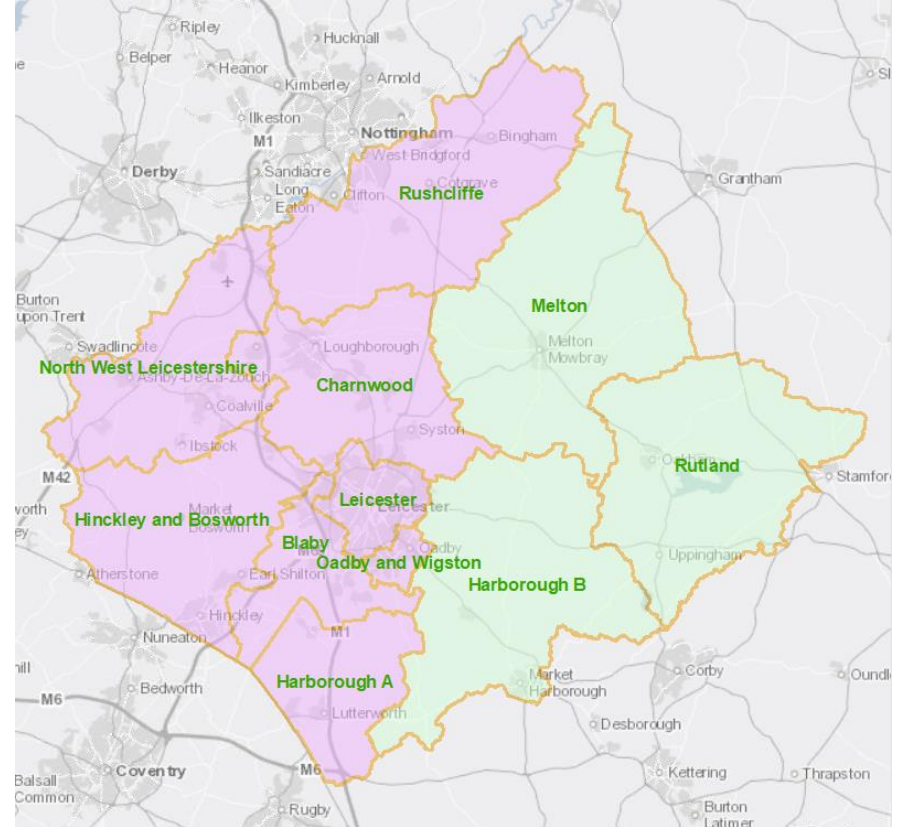 Ripley
Hucknall
Belper
Heanor
Arnold
Kimberley
Ilkeston
Nottingham
Bingham
M1
West Bridgford
Derby
Sandiacre
Cotgrave
Grantham
Long
Eaton
Clifton
Rushcliffe
Burton
upon Trent
Melton
Swadlincote
Loughborough
Melton
Mowbray
North West Leicestershire
Ashby-De-La-Zouch
Charnwood
Coalville
Syston
Ibstock
Oakham
Rutland
M42
Stamford
Leicester
Leicester
Market
Bosworth
Hinckley and Bosworth
Blaby
Oadby
Uppingham
Oadby and Wigston
Atherstone
Earl Shilton
Harborough B
Hinckley
Nuneaton
M1
Corby
Market
Harborough
Harborough A
Bedworth
M6
Lutterworth
Desborough
Coventry
M6
Kettering
Thrapston
Balsall
Common
Rugby
Burton
Latimer